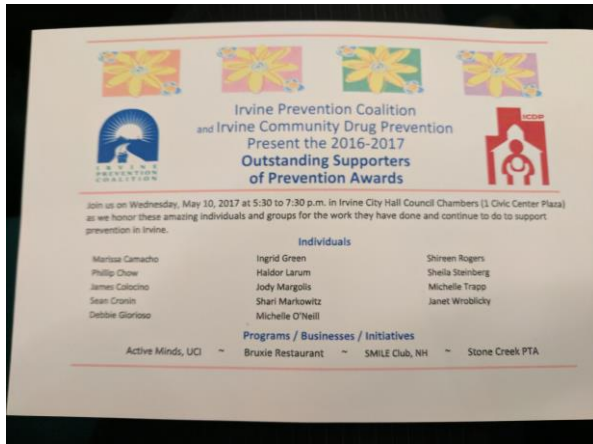 Irvine Prevention Coalition
and Irvine Community Drug Prevention
Present the 2016-2017
Outstanding Supporters
of Prevention Awards
IRVINE
PREVENTION
COALITION
ICDP
Join us on Wednesday, May 10, 2017 at 5:30 to 7:30 p.m. in Irvine City Hall Council Chambers (1 Civic Center Plaza)
as we honor these amazing individuals and groups for the work they have done and continue to do to support
prevention in Irvine.
Individuals
Marissa Camacho
Phillip Chow
James Colocino
Sean Cronin
Debbie Glorioso
Ingrid Green
Haldor Larum
Jody Margolis
Shari Markowitz
Michelle O'Neill
Shireen Rogers
Sheila Steinberg
Michelle Trapp
Janet Wroblicky
Programs / Businesses / Initiatives
Active Minds, UCI ~ Bruxie Restaurant ~ SMILE Club, NH ~ Stone Creek PTA